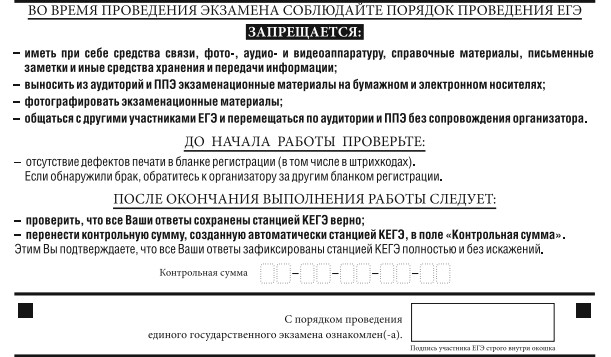 ВО ВРЕМЯ ПРОВЕДЕНИЯ ЭКЗАМЕНА СОБЛЮДАЙТЕ ПОРЯДОК ПРОВЕДЕНИЯ ЕГЭ
ЗАПРЕЩАЕТСЯ:
– иметь при себе средства связи, фото-, аудио- и видеоаппаратуру, справочные материалы, письменные
заметки и иные средства хранения и передачи информации;
– выносить из аудиторий и ППЭ экзаменационные материалы на бумажном и электронном носителях;
– фотографировать экзаменационные материалы;
– общаться с другими участниками ЕГЭ и перемещаться по аудитории и ППЭ без сопровождения организатора.
ДО НАЧАЛА РАБОТЫ ПРОВЕРЬТЕ:
– отсутствие дефектов печати в бланке регистрации (в том числе в штрихкодах).
Если обнаружили брак, обратитесь к организатору за другим бланком регистрации.
ПОСЛЕ ОКОНЧАНИЯ ВЫПОЛНЕНИЯ РАБОТЫ СЛЕДУЕТ:
– проверить, что все Ваши ответы сохранены станцией КЕГЭ верно;
– перенести контрольную сумму, созданную автоматически станцией КЕГЭ, в поле «Контрольная сумма».
Этим Вы подтверждаете, что все Ваши ответы зафиксированы станцией КЕГЭ полностью и без искажений.
Контрольная сумма – – – –
С порядком проведения
единого государственного экзамена ознакомлен(-а).
Подпись участника ЕГЭ строго внутри окошка